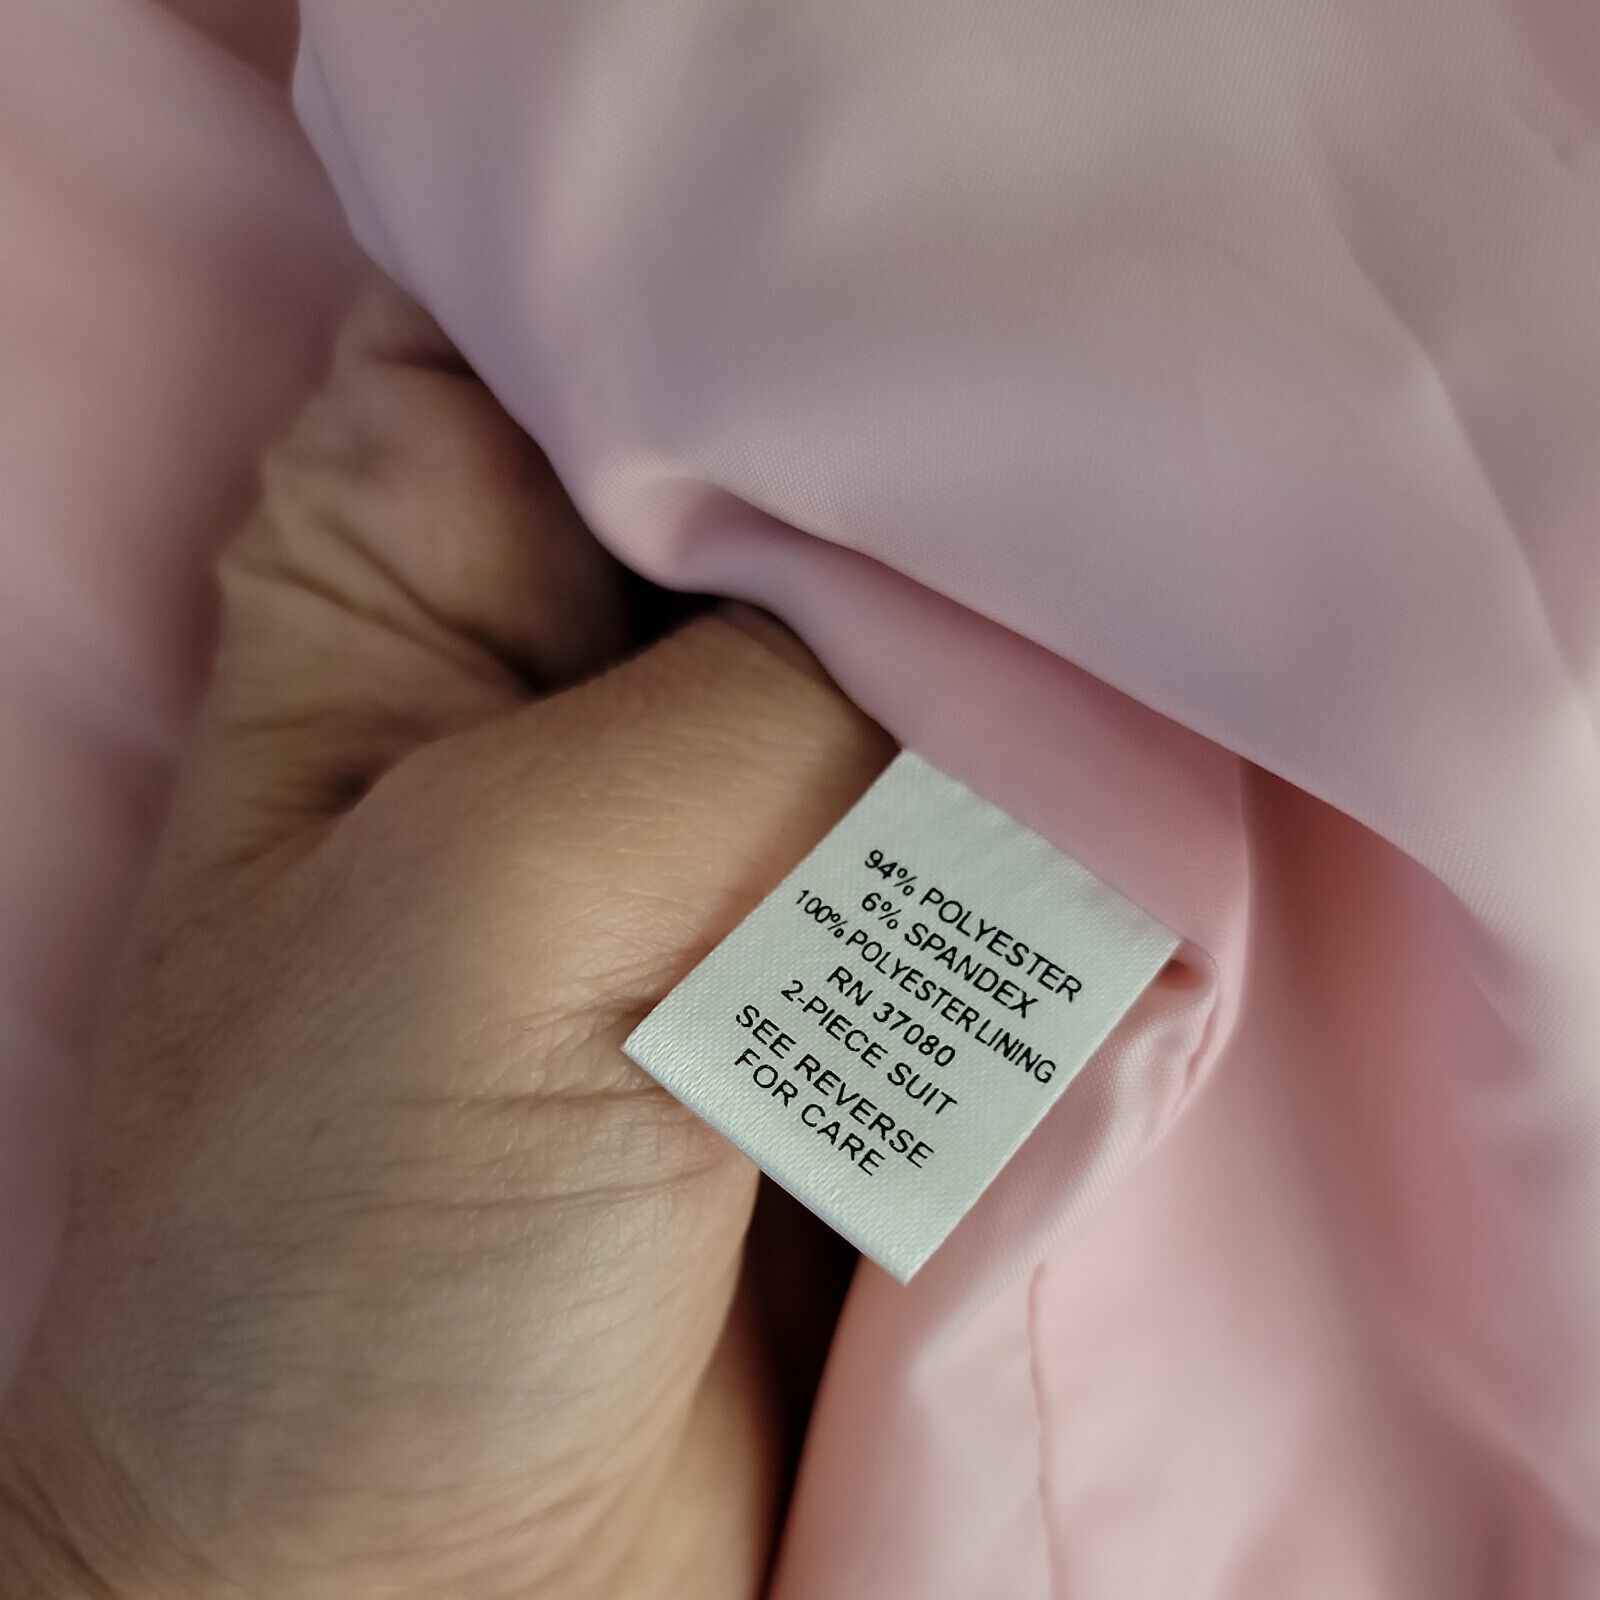 94% POLYESTER
6% SPANDEX
100% POLYESTER LINING
RN 37080
2-PIECE SUIT
SEE REVERSE
FOR CARE